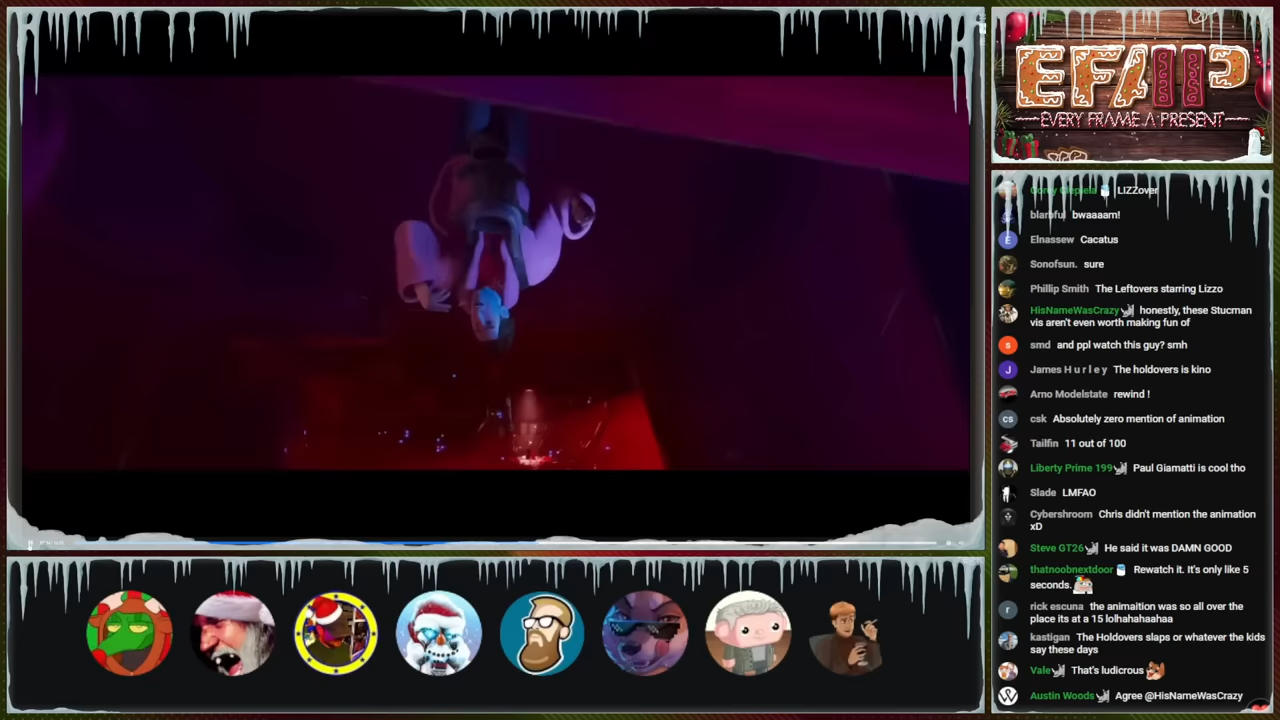 EFAP
EVERY FRAME A PRESENT
Corey Clepiela LIZZover
blarpful bwaaaam!
E
Elnassew Cacatus
Sonofsun. sure
Phillip Smith The Leftovers starring Lizzo
HisNameWasCrazy honestly, these Stucman
vis aren't even worth making fun of
s
smd and ppl watch this guy? smh
J
James H u r l e y The holdovers is kino
Arno Modelstate rewind !
cs
csk Absolutely zero mention of animation
Tailfin 11 out of 100
Liberty Prime 199 Paul Giamatti is cool tho
Slade LMFAO
Cybershroom Chris didn't mention the animation
xD
Steve GT26 He said it was DAMN GOOD
thatnoobnextdoor Rewatch it. It's only like 5
seconds.
r
rick escuna the animaition was so all over the
place its at a 15 lolhahahaahaa
kastigan The Holdovers slaps or whatever the kids
say these days
Vale That's ludicrous
W
Austin Woods Agree @HisNameWasCrazy